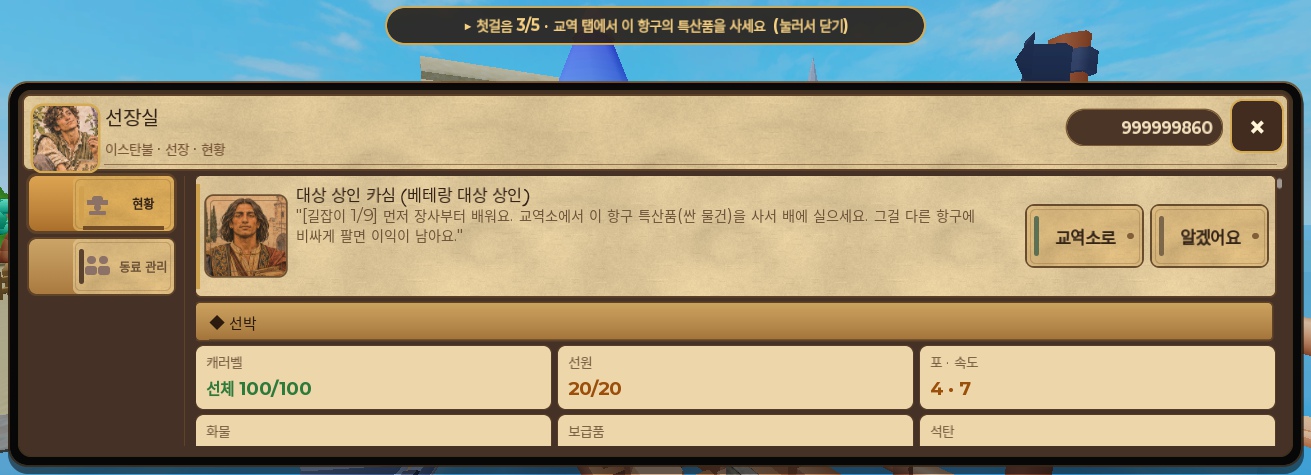 ▸ 첫걸음 3/5 · 교역 탭에서 이 항구의 특산품을 사세요 (눌러서 닫기)
선장실
이스탄불 · 선장 · 현황
999999860
×
현황
동료 관리
대상 상인 카심 (베테랑 대상 상인)
"[길잡이 1/9] 먼저 장사부터 배워요. 교역소에서 이 항구 특산품(싼 물건)을 사서 배에 실으세요. 그걸 다른 항구에
비싸게 팔면 이익이 남아요."
교역소로
알겠어요
◆ 선박
캐러벨
선체 100/100
선원
20/20
포 · 속도
4 · 7
화물
보급품
석탄